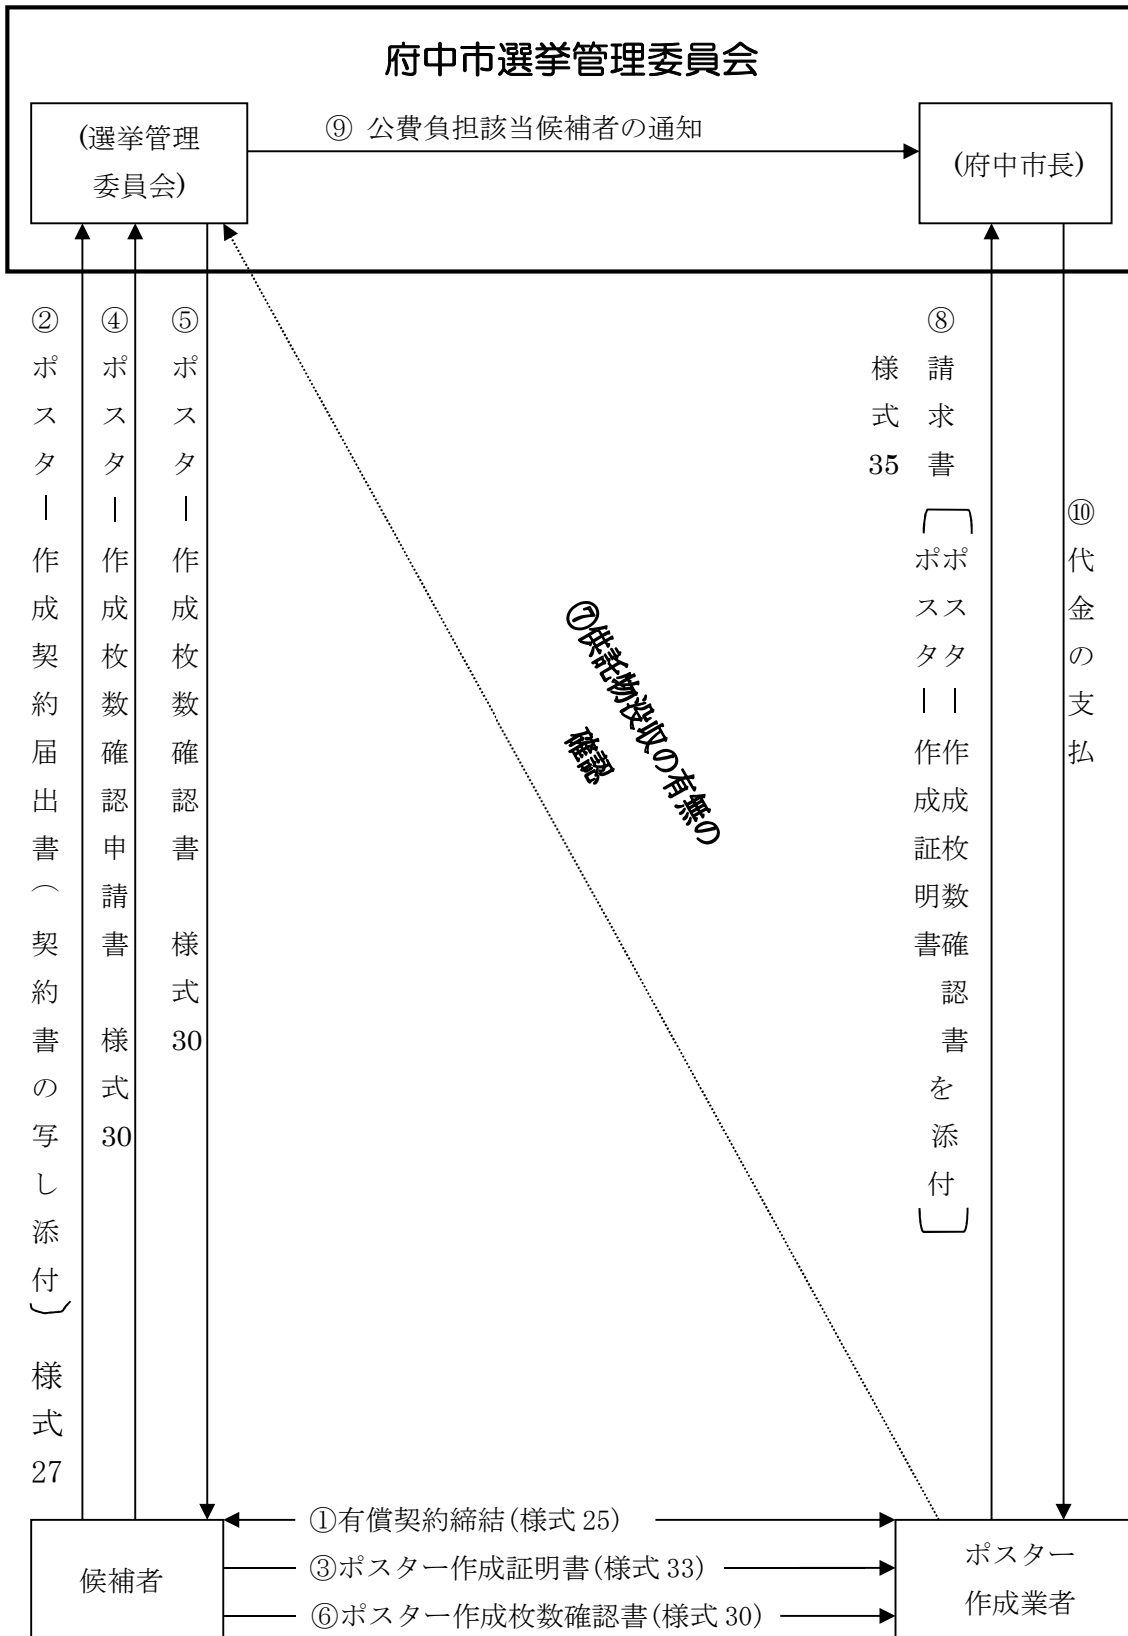 府中市選挙管理委員会
(選挙管理
委員会)
⑨ 公費負担該当候補者の通知
(府中市長)
②ポスター作成契約届出書(契約書の写し添付) 様式27
④ポスター作成枚数確認申請書 様式30
⑤ポスター作成枚数確認書 様式30
⑦供託物没収の有無の
確認
⑧請求書
様式35
ポスター作成枚数確認書を添付
ポスター作成証明書
⑩代金の支払
①有償契約締結(様式 25)
③ポスター作成証明書(様式 33)
⑥ポスター作成枚数確認書(様式 30)
候補者
ポスター
作成業者